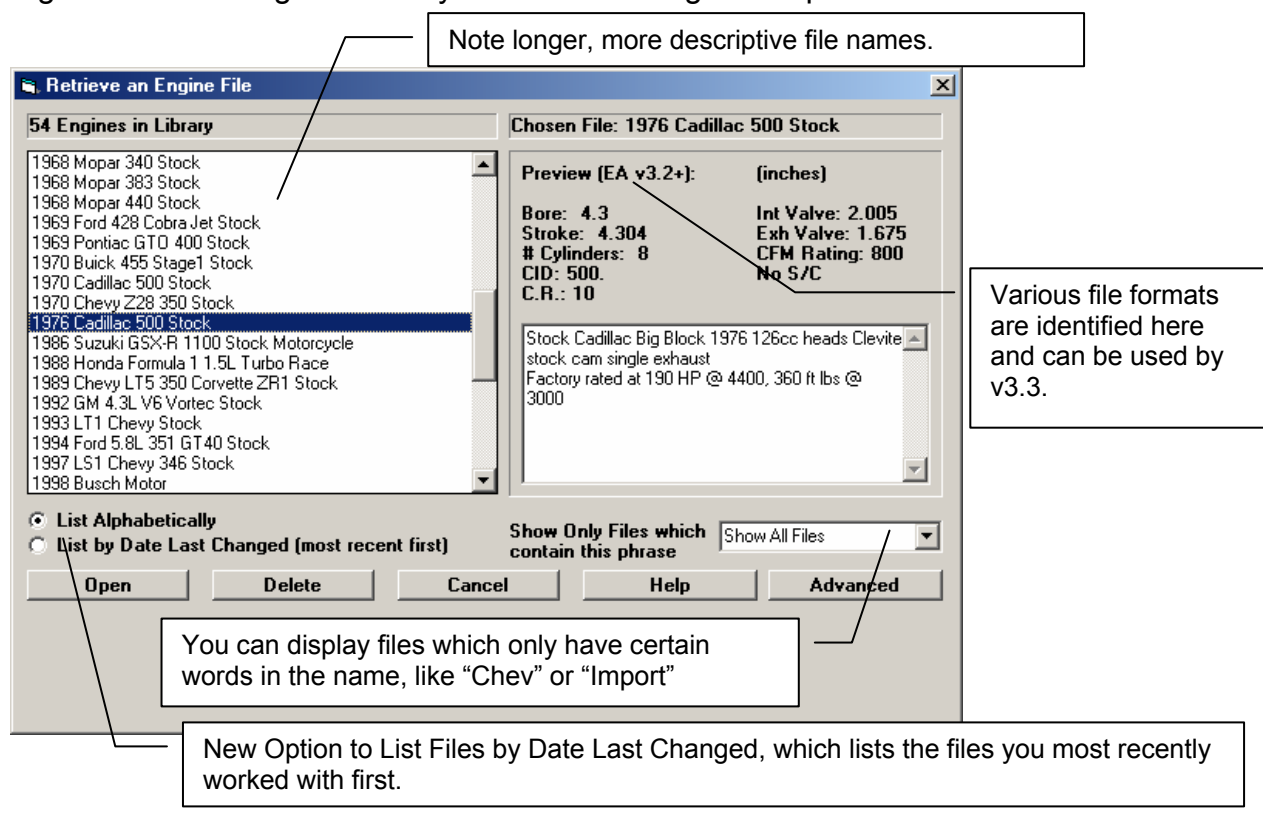 Note longer, more descriptive file names.
Retrieve an Engine File
54 Engines in Library
Chosen File: 1976 Cadillac 500 Stock
1968 Mopar 340 Stock
1968 Mopar 383 Stock
1968 Mopar 440 Stock
1969 Ford 428 Cobra Jet Stock
1969 Pontiac GTO 400 Stock
1970 Buick 455 Stage1 Stock
1970 Cadillac 500 Stock
1970 Chevy Z28 350 Stock
1976 Cadillac 500 Stock
1986 Suzuki GSX-R 1100 Stock Motorcycle
1988 Honda Formula 1 1.5L Turbo Race
1989 Chevy LT5 350 Corvette ZR1 Stock
1992 GM 4.3L V6 Vortec Stock
1993 LT1 Chevy Stock
1994 Ford 5.8L 351 GT40 Stock
1997 LS1 Chevy 346 Stock
1998 Busch Motor
Preview (EA v3.2+): (inches)
Bore: 4.3 Int Valve: 2.005
Stroke: 4.304 Exh Valve: 1.675
# Cylinders: 8 CFM Rating: 800
CID: 500. No S/C
C.R.: 10
Stock Cadillac Big Block 1976 126cc heads Clevite
stock cam single exhaust
Factory rated at 190 HP @ 4400, 360 ft lbs @
3000
Various file formats
are identified here
and can be used by
v3.3.
List Alphabetically
List by Date Last Changed (most recent first)
Show Only Files which
contain this phrase
Show All Files
Open Delete Cancel Help Advanced
You can display files which only have certain
words in the name, like “Chev” or “Import”
New Option to List Files by Date Last Changed, which lists the files you most recently
worked with first.